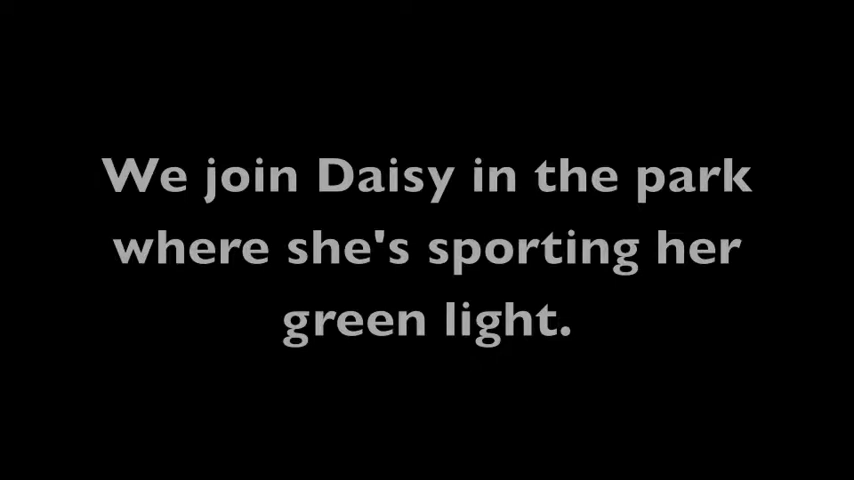 We join Daisy in the park
where she's sporting her
green light.